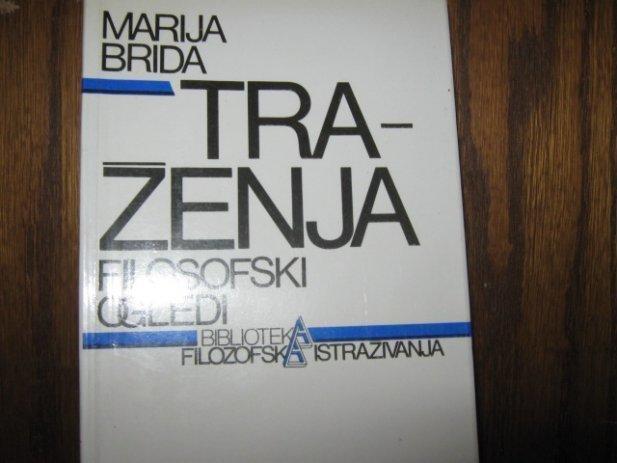 MARIJA
BRIDA
TRA-
ŽENJA
FILOSOFSKI
OGLEDI
BIBLIOTEKA
FILOZOFSKA ISTRAŽIVANJA